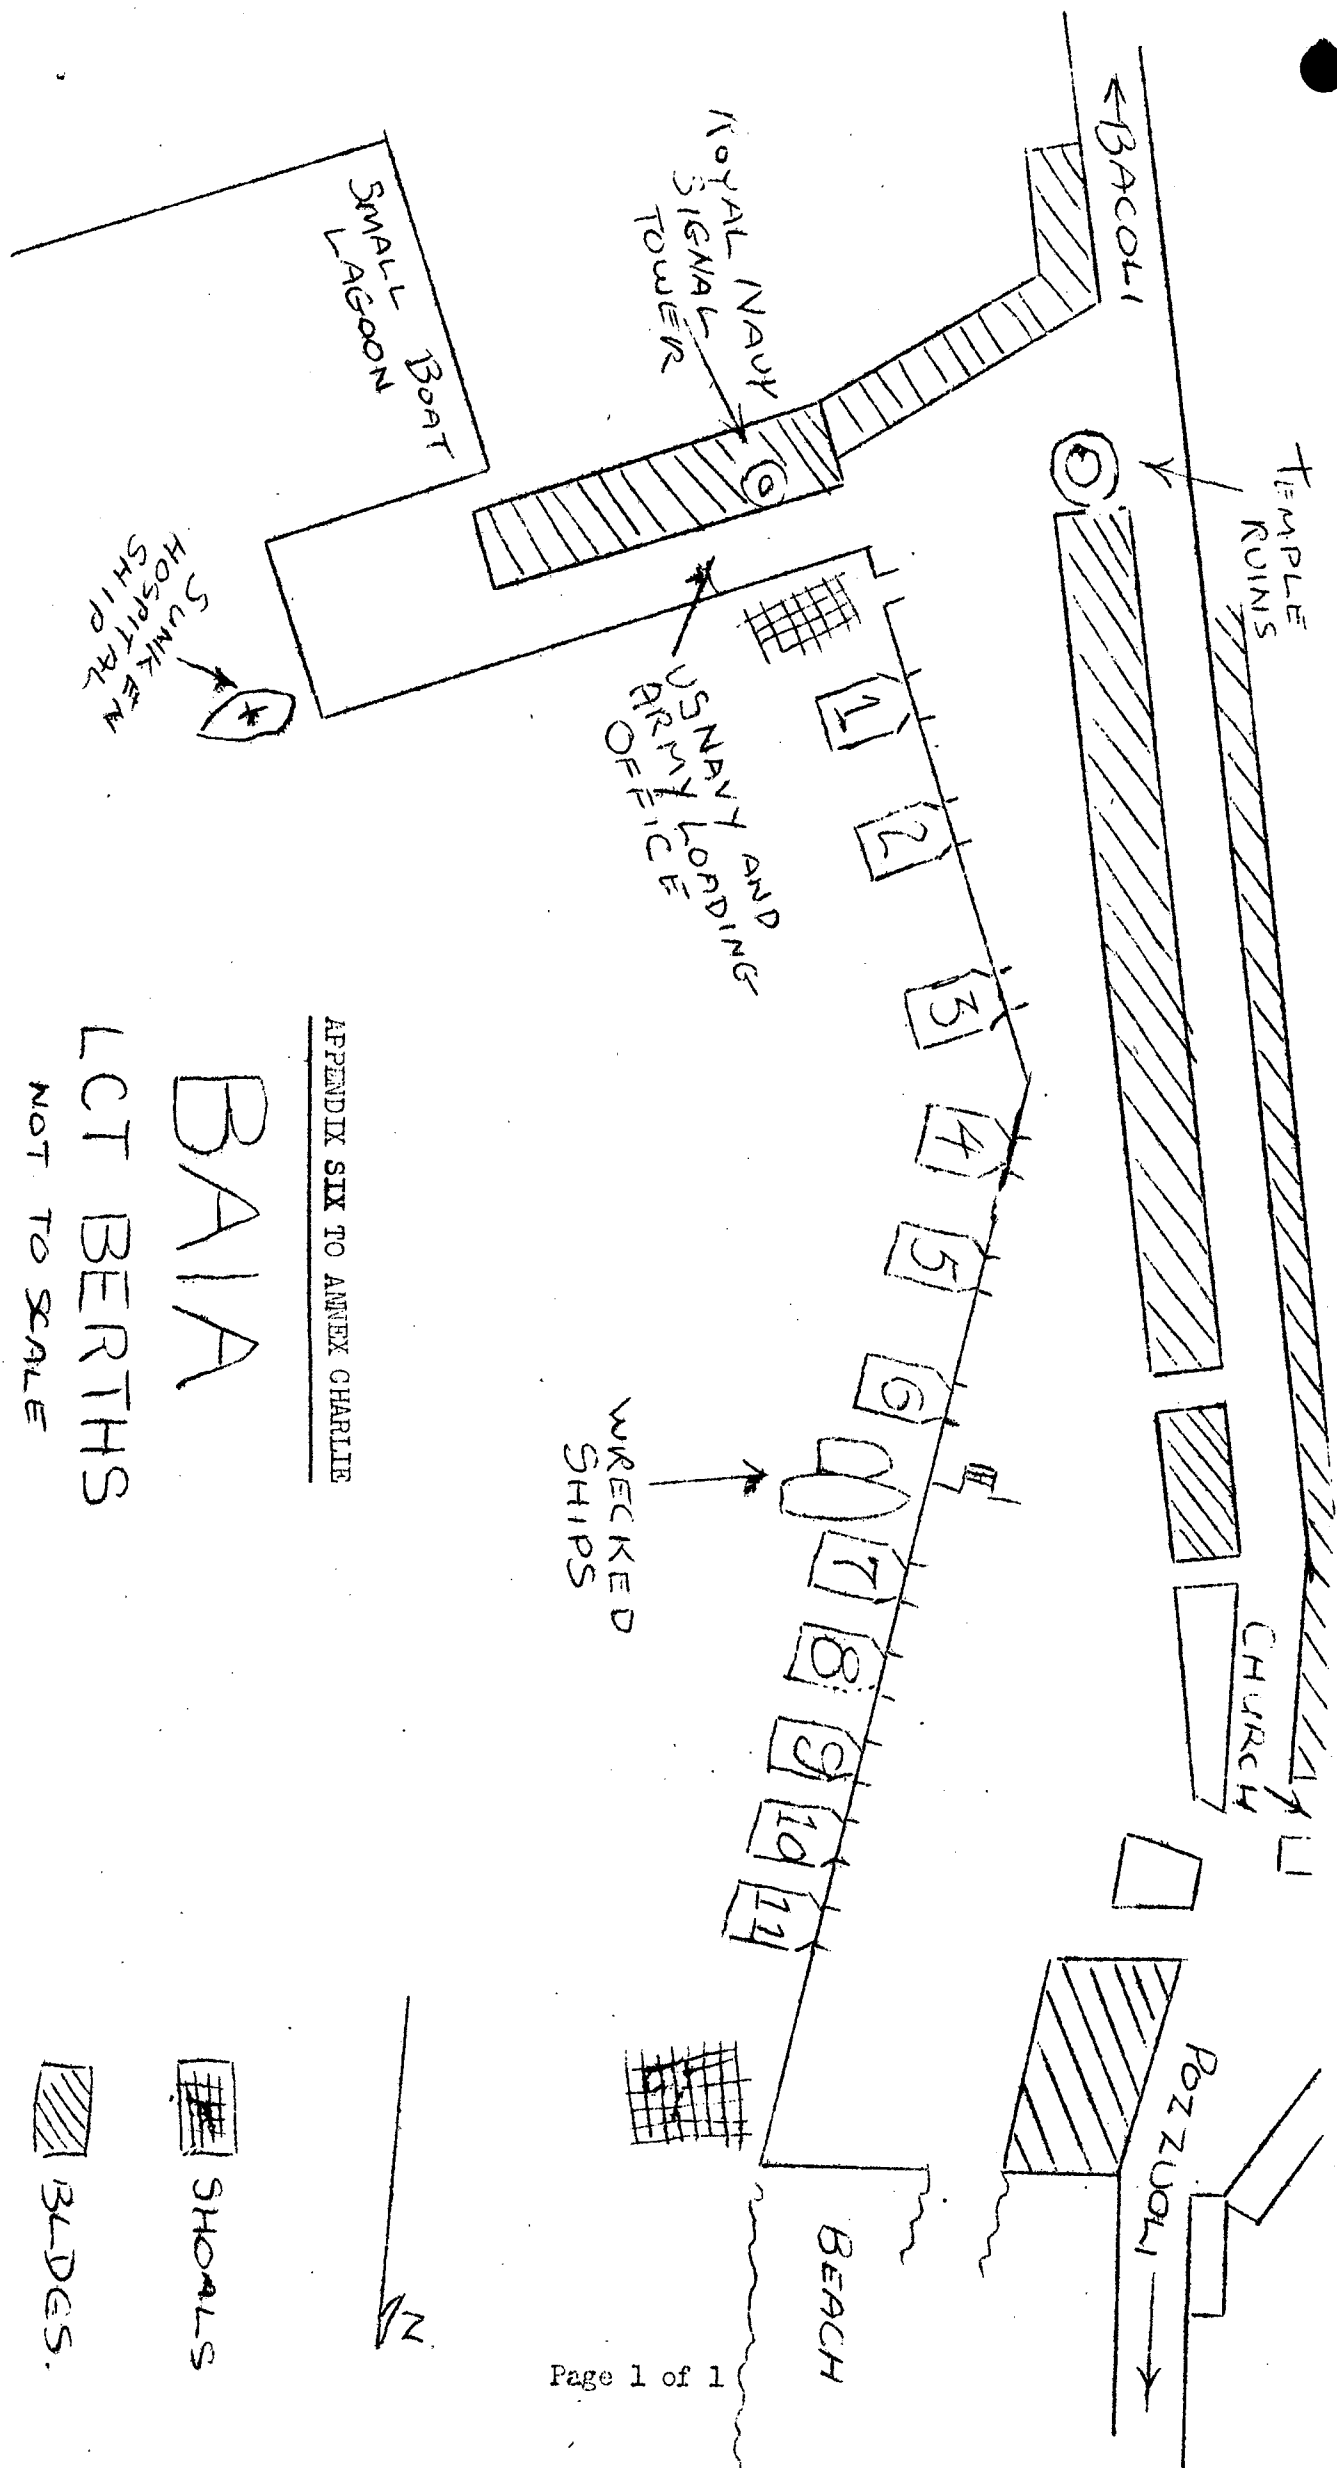 ← BACOLI
TEMPLE
RUINS
CHURCH
POZZUOLI →
ROYAL NAVY
SIGNAL
TOWER
SMALL BOAT
LAGOON
SUNKEN
HOSPITAL
SHIP
US NAVY AND
ARMY LOADING
OFFICE
1
2
3
4
5
6
7
8
9
10
11
WRECKED
SHIPS
BEACH
APPENDIX SIX TO ANNEX CHARLIE
BAIA
LCT BERTHS
NOT TO SCALE
N
SHOALS
BLDGS.
Page 1 of 1